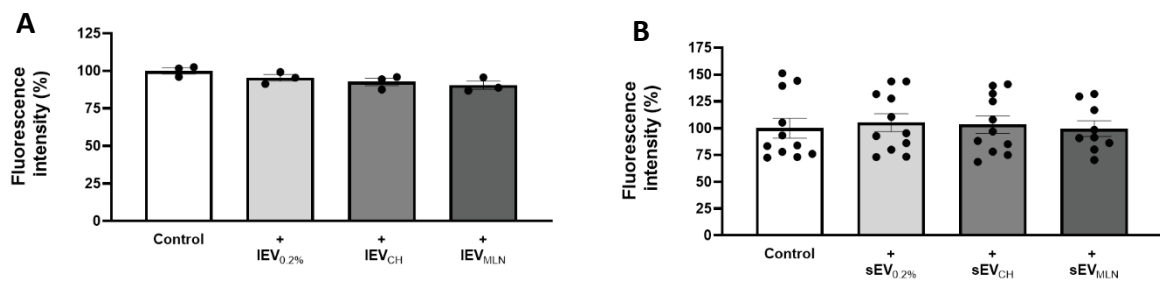 A
Fluorescence
intensity (%)
125
100
75
50
25
0
Control
+
lEV0.2%
+
lEVCH
+
lEVMLN
B
Fluorescence
intensity (%)
175
150
125
100
75
50
25
0
Control
+
sEV0.2%
+
sEVCH
+
sEVMLN